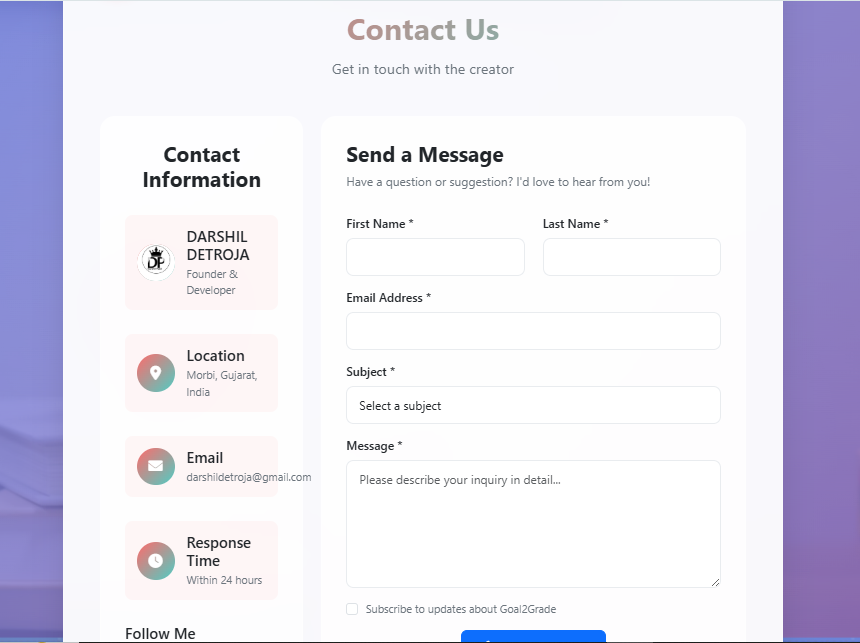 Contact Us
Get in touch with the creator
Contact
Information
DP
DARSHIL
DETROJA
Founder &
Developer
Location
Morbi, Gujarat,
India
Email
darshildetroja@gmail.com
Response
Time
Within 24 hours
Follow Me
Send a Message
Have a question or suggestion? I'd love to hear from you!
First Name *
Last Name *
Email Address *
Subject *
Select a subject
Message *
Please describe your inquiry in detail...
Subscribe to updates about Goal2Grade